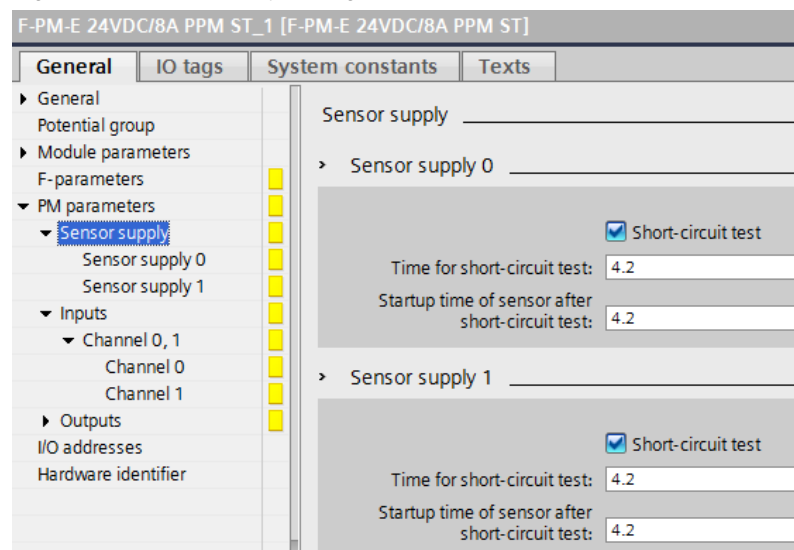 F-PM-E 24VDC/8A PPM ST_1 [F-PM-E 24VDC/8A PPM ST]
General IO tags System constants Texts
General
Potential group
Module parameters
F-parameters
PM parameters
Sensor supply
Sensor supply 0
Sensor supply 1
Inputs
Channel 0, 1
Channel 0
Channel 1
Outputs
I/O addresses
Hardware identifier
Sensor supply
Sensor supply 0
Short-circuit test
Time for short-circuit test: 4.2
Startup time of sensor after
short-circuit test: 4.2
Sensor supply 1
Short-circuit test
Time for short-circuit test: 4.2
Startup time of sensor after
short-circuit test: 4.2